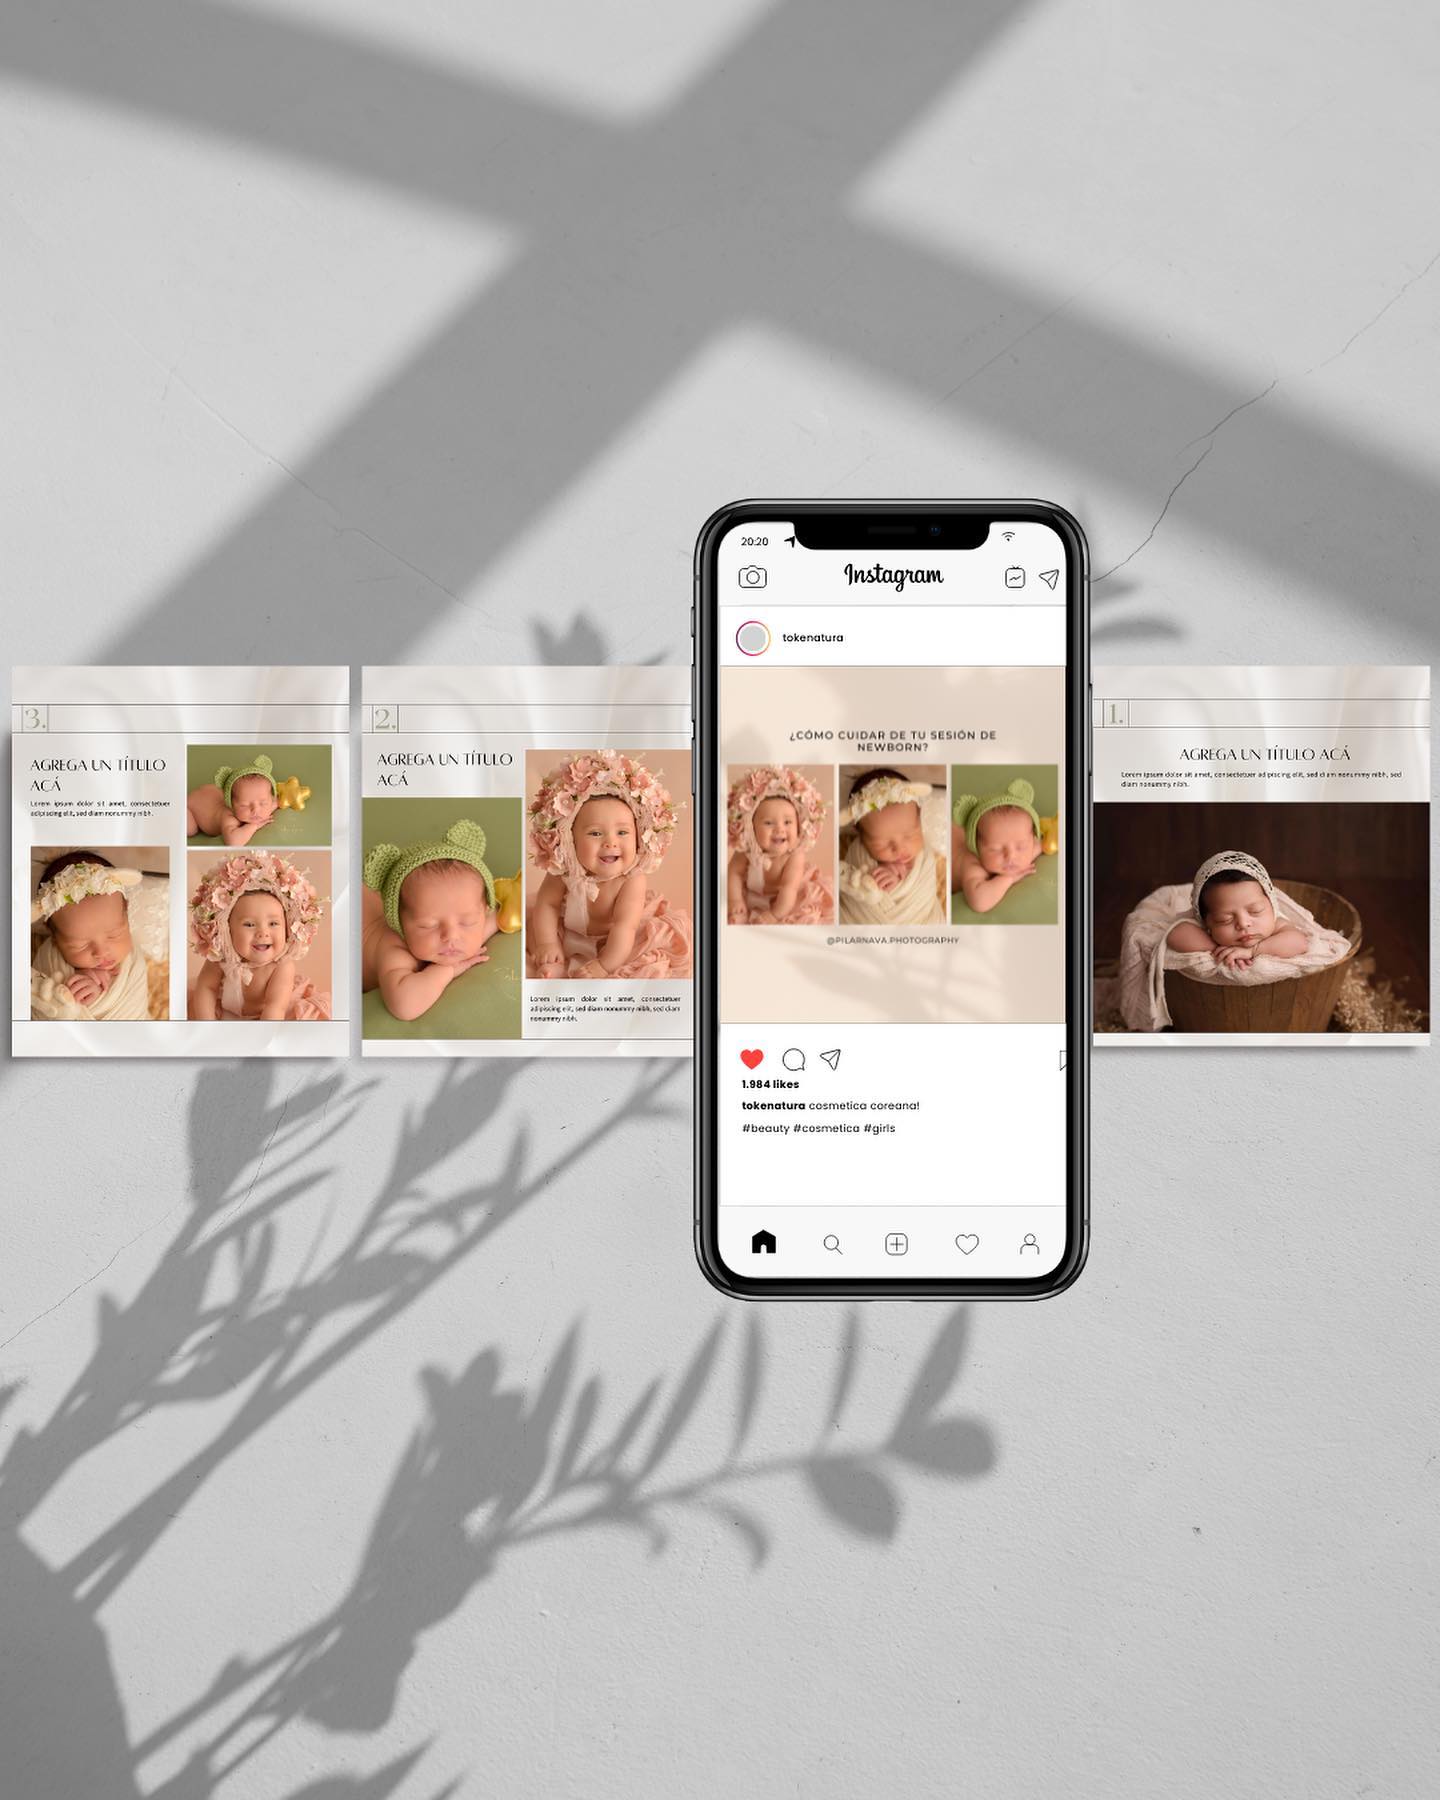 3.
AGREGA UN TÍTULO
ACÁ
Lorem ipsum dolor sit amet, consectetuer
adipiscing elit, sed diam nonummy nibh.
2.
AGREGA UN TÍTULO
ACÁ
Lorem ipsum dolor sit amet, consectetuer
adipiscing elit, sed diam nonummy nibh, sed diam
nonummy nibh.
20:20
Instagram
tokenatura
¿CÓMO CUIDAR DE TU SESIÓN DE
NEWBORN?
@PILARNAVA.PHOTOGRAPHY
1.984 likes
tokenatura cosmetica coreana!
#beauty #cosmetica #girls
1.
AGREGA UN TÍTULO ACÁ
Lorem ipsum dolor sit amet, consectetuer adipiscing elit, sed diam nonummy nibh, sed
diam nonummy nibh.